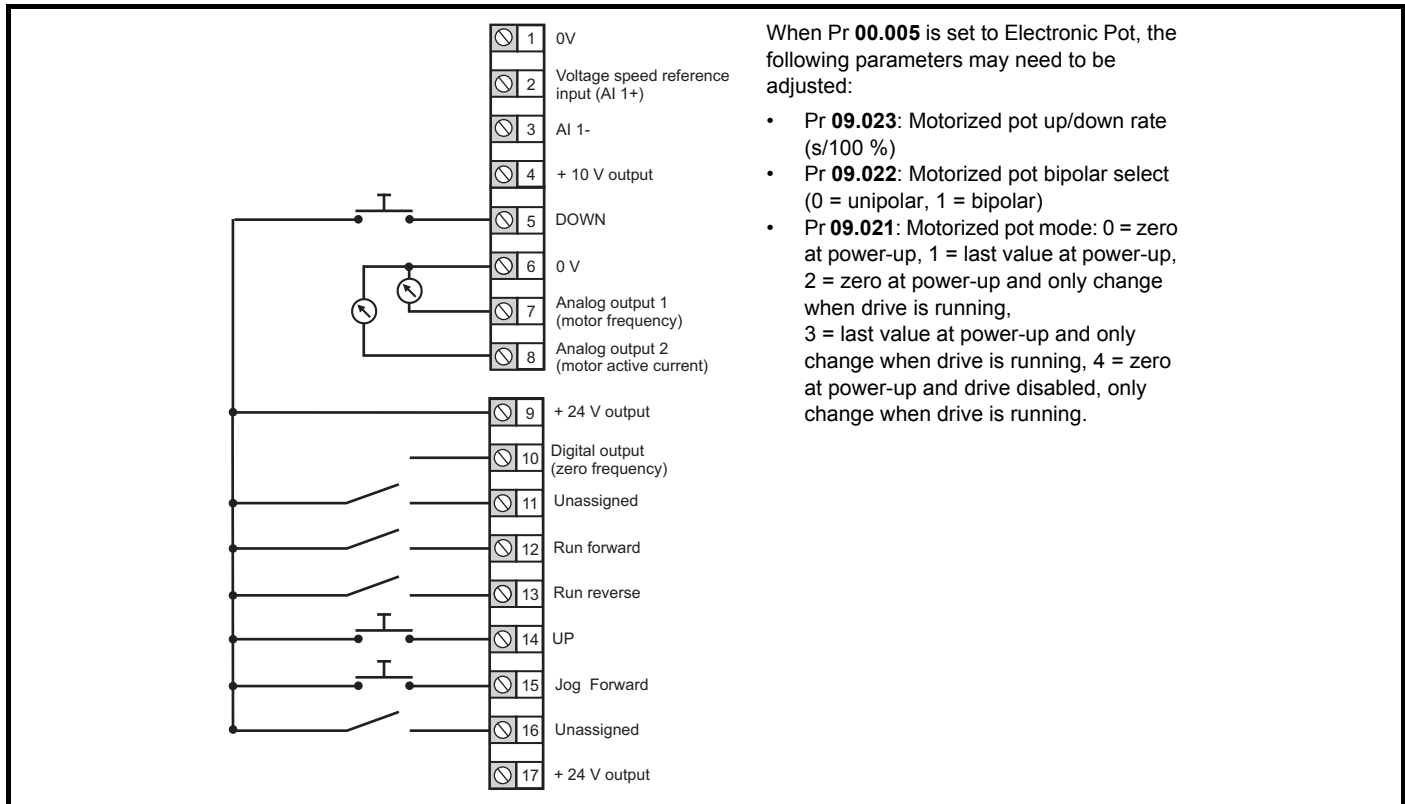 1 0V
2 Voltage speed reference
input (AI 1+)
3 AI 1-
4 + 10 V output
5 DOWN
6 0 V
7 Analog output 1
(motor frequency)
8 Analog output 2
(motor active current)
9 + 24 V output
10 Digital output
(zero frequency)
11 Unassigned
12 Run forward
13 Run reverse
14 UP
15 Jog Forward
16 Unassigned
17 + 24 V output
When Pr 00.005 is set to Electronic Pot, the
following parameters may need to be
adjusted:
• Pr 09.023: Motorized pot up/down rate
(s/100 %)
• Pr 09.022: Motorized pot bipolar select
(0 = unipolar, 1 = bipolar)
• Pr 09.021: Motorized pot mode: 0 = zero
at power-up, 1 = last value at power-up,
2 = zero at power-up and only change
when drive is running,
3 = last value at power-up and only
change when drive is running, 4 = zero
at power-up and drive disabled, only
change when drive is running.